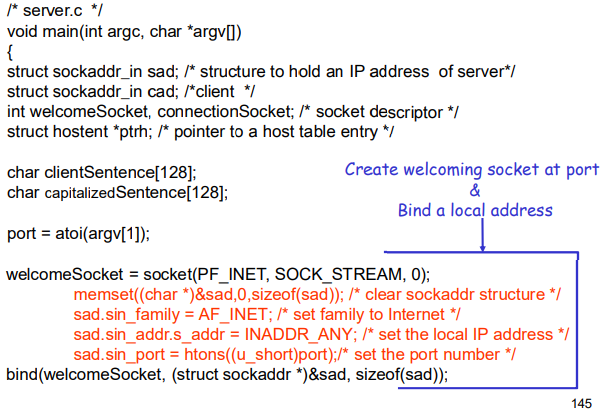 /* server.c  */
void main(int argc, char *argv[])
{
struct sockaddr_in sad; /* structure to hold an IP address  of server*/
struct sockaddr_in cad; /*client  */
int welcomeSocket, connectionSocket; /* socket descriptor */
struct hostent *ptrh; /* pointer to a host table entry */
char clientSentence[128];
char capitalizedSentence[128];
Create welcoming socket at port
&
Bind a local address
port = atoi(argv[1]);
welcomeSocket = socket(PF_INET, SOCK_STREAM, 0);
memset((char *)&sad,0,sizeof(sad)); /* clear sockaddr structure */
sad.sin_family = AF_INET; /* set family to Internet */
sad.sin_addr.s_addr = INADDR_ANY; /* set the local IP address */
sad.sin_port = htons((u_short)port);/* set the port number */
bind(welcomeSocket, (struct sockaddr *)&sad, sizeof(sad));
145